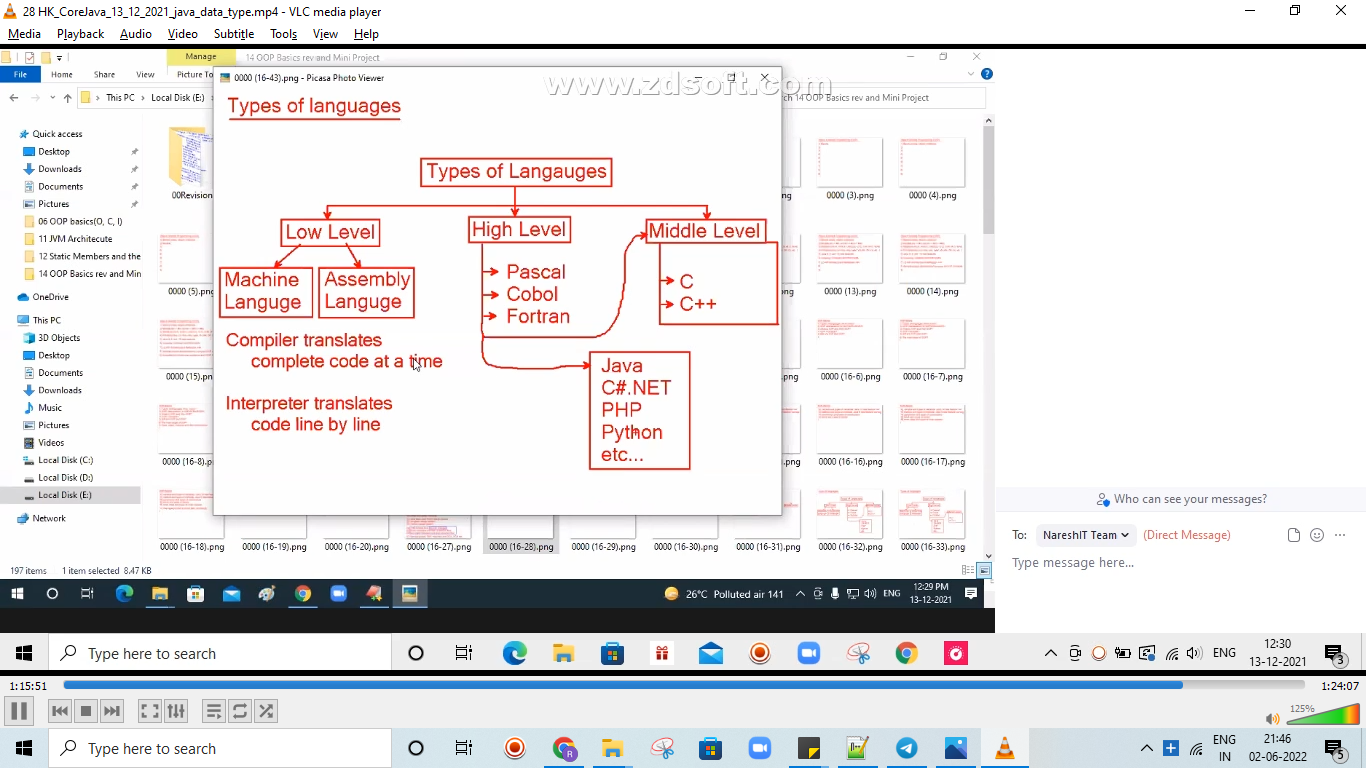 28 HK_CoreJava_13_12_2021_java_data_type.mp4 - VLC media player
Media Playback Audio Video Subtitle Tools View Help
Manage 14 OOP Basics rev and Mini Project
File Home Share View Picture To
0000 (16-43).png - Picasa Photo Viewer
www.zdsoft.com
This PC Local Disk (E:)
ch 14 OOP Basics rev and Mini Project
Types of languages
Types of Langauges
Low Level
High Level
Middle Level
Machine Languge
Assembly Languge
Pascal
Cobol
Fortran
C
C++
Compiler translates
complete code at a time
Interpreter translates
code line by line
Java
C#.NET
PHP
Python
etc...
Quick access
Desktop
Downloads
Documents
Pictures
06 OOP basics(O, C, I)
11 JVM Architecute
12 Static Members and the
14 OOP Basics rev and Min
OneDrive
This PC
3D Objects
Desktop
Documents
Downloads
Music
Pictures
Videos
Local Disk (C:)
Local Disk (D:)
Local Disk (E:)
Network
00Revision
0000 (3).png
0000 (4).png
0000 (5).png
ng
0000 (13).png
0000 (14).png
0000 (15).pn
0000 (16-6).png
0000 (16-7).png
0000 (16-8).p
0000 (16-16).png
0000 (16-17).png
0000 (16-18).png
0000 (16-19).png
0000 (16-20).png
0000 (16-27).png
0000 (16-28).png
0000 (16-29).png
0000 (16-30).png
0000 (16-31).png
0000 (16-32).png
0000 (16-33).png
197 items 1 item selected 8.47 KB
26°C Polluted air 141
ENG
12:29 PM
13-12-2021
Who can see your messages?
To: NareshIT Team (Direct Message)
Type message here...
Type here to search
ENG
12:30
13-12-2021
3
1:15:51
1:24:07
125%
Type here to search
R
ENG
IN
21:46
02-06-2022
5